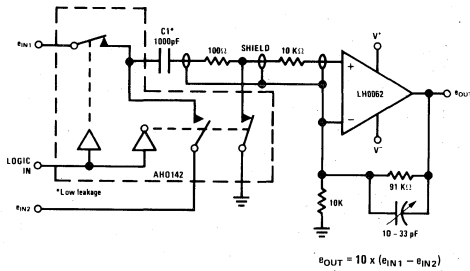 eIN1
C1*
1000pF
100Ω
SHIELD
10 KΩ
V+
+
LH0062
−
V−
eOUT
LOGIC
IN
AH0142
*Low leakage
eIN2
10K
91 KΩ
10 - 33 pF
eOUT = 10 x (eIN1 − eIN2)